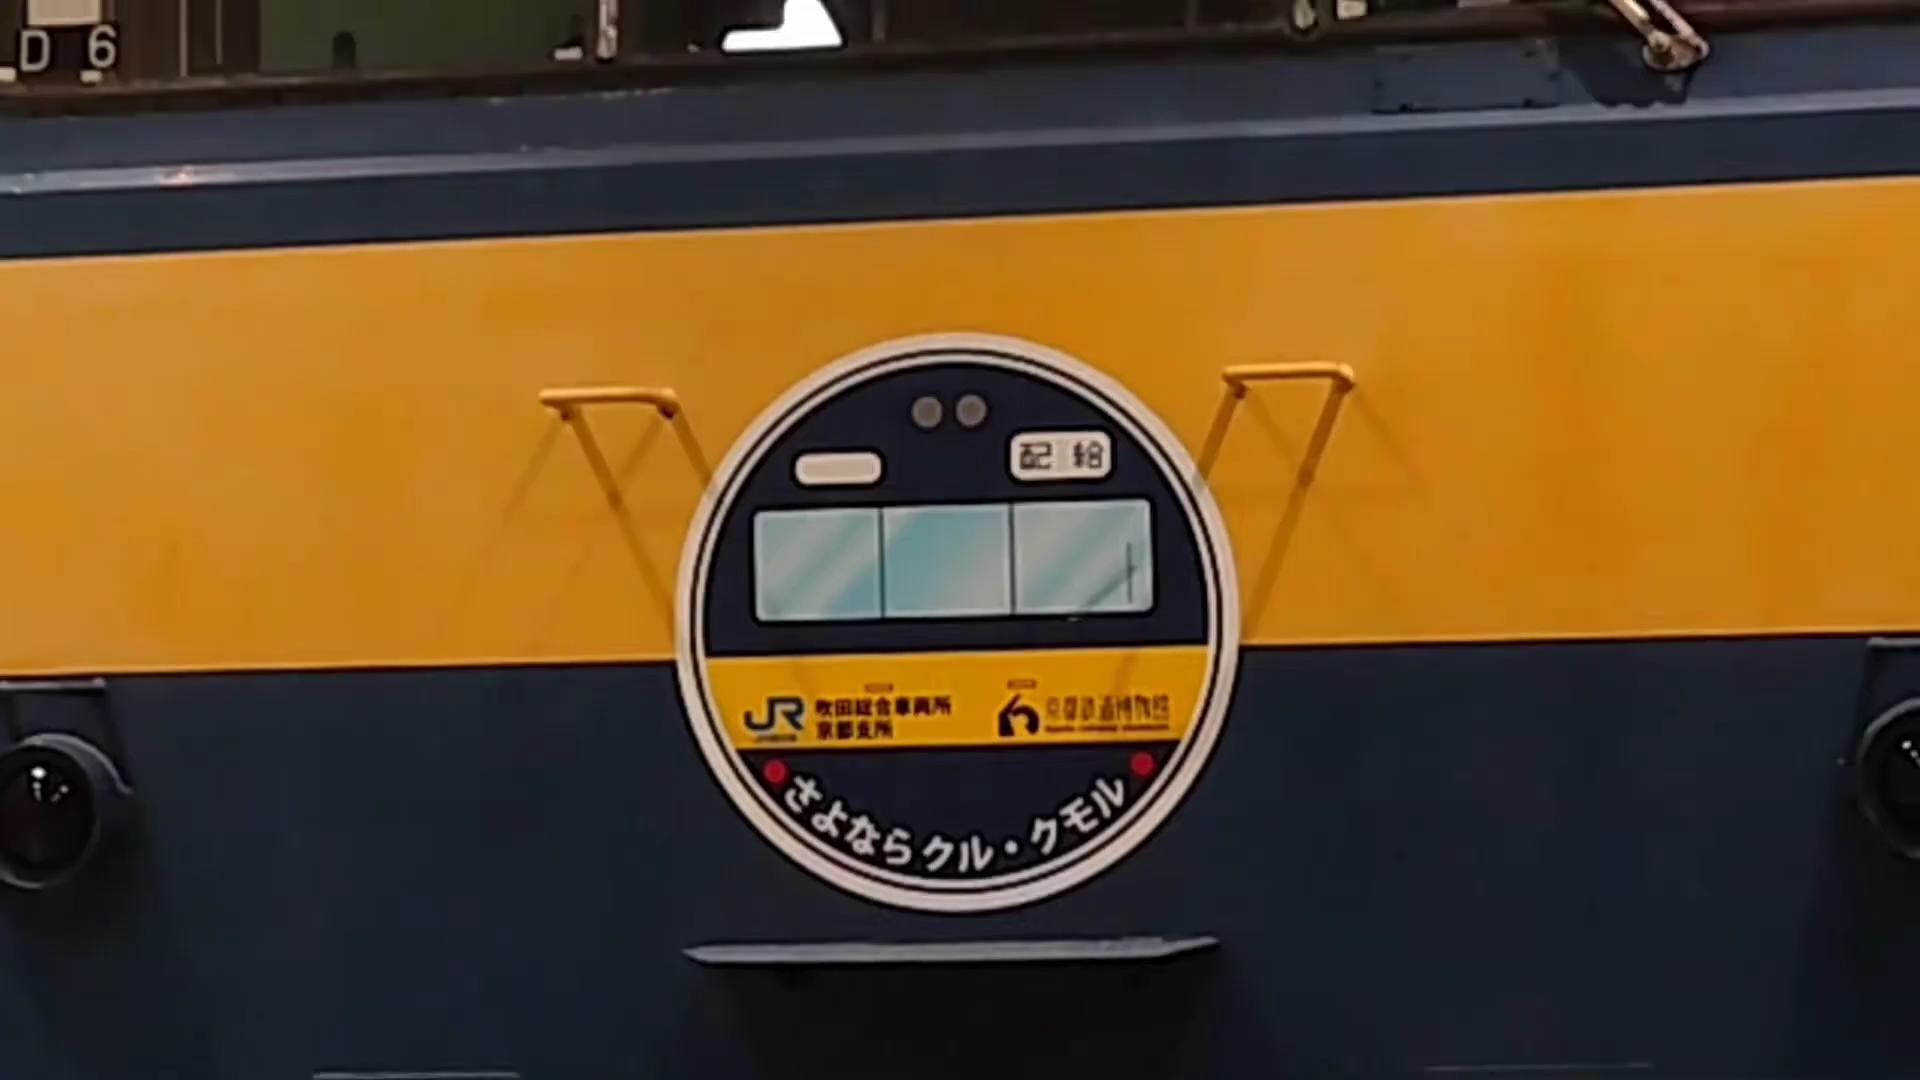 D 6
配 給
JR 吹田総合車両所
京都支所
京都鉄道博物館
さよなら クル・クモル